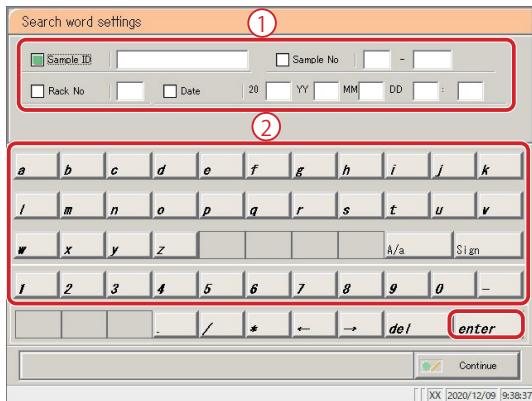 Search word settings
1
Sample ID Sample No -
Rack No Date 20 YY MM DD :
2
a b c d e f g h i j k
l m n o p q r s t u v
w x y z A/a Sign
1 2 3 4 5 6 7 8 9 0 -
. / * ← → del enter
Continue
XX 2020/12/09 9:38:37